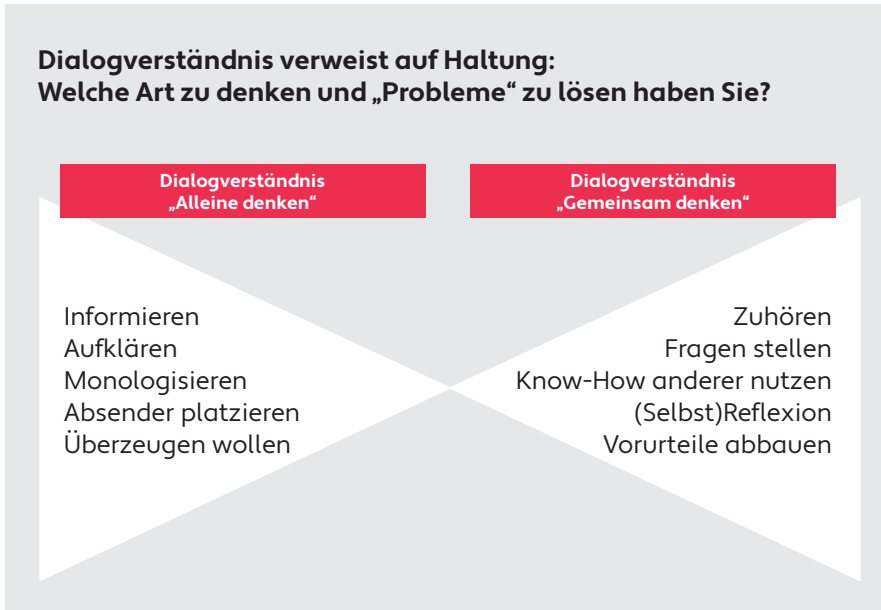 Dialogverständnis verweist auf Haltung:
Welche Art zu denken und „Probleme“ zu lösen haben Sie?
Dialogverständnis
„Alleine denken“
Dialogverständnis
„Gemeinsam denken“
Informieren
Aufklären
Monologisieren
Absender platzieren
Überzeugen wollen
Zuhören
Fragen stellen
Know-How anderer nutzen
(Selbst)Reflexion
Vorurteile abbauen